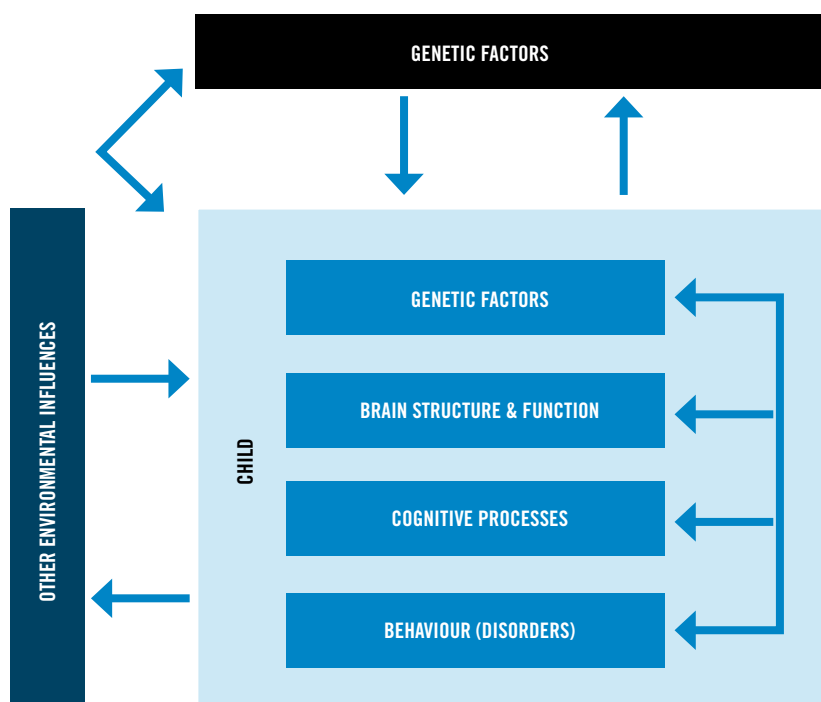 GENETIC FACTORS
OTHER ENVIRONMENTAL INFLUENCES
CHILD
GENETIC FACTORS
BRAIN STRUCTURE & FUNCTION
COGNITIVE PROCESSES
BEHAVIOUR (DISORDERS)